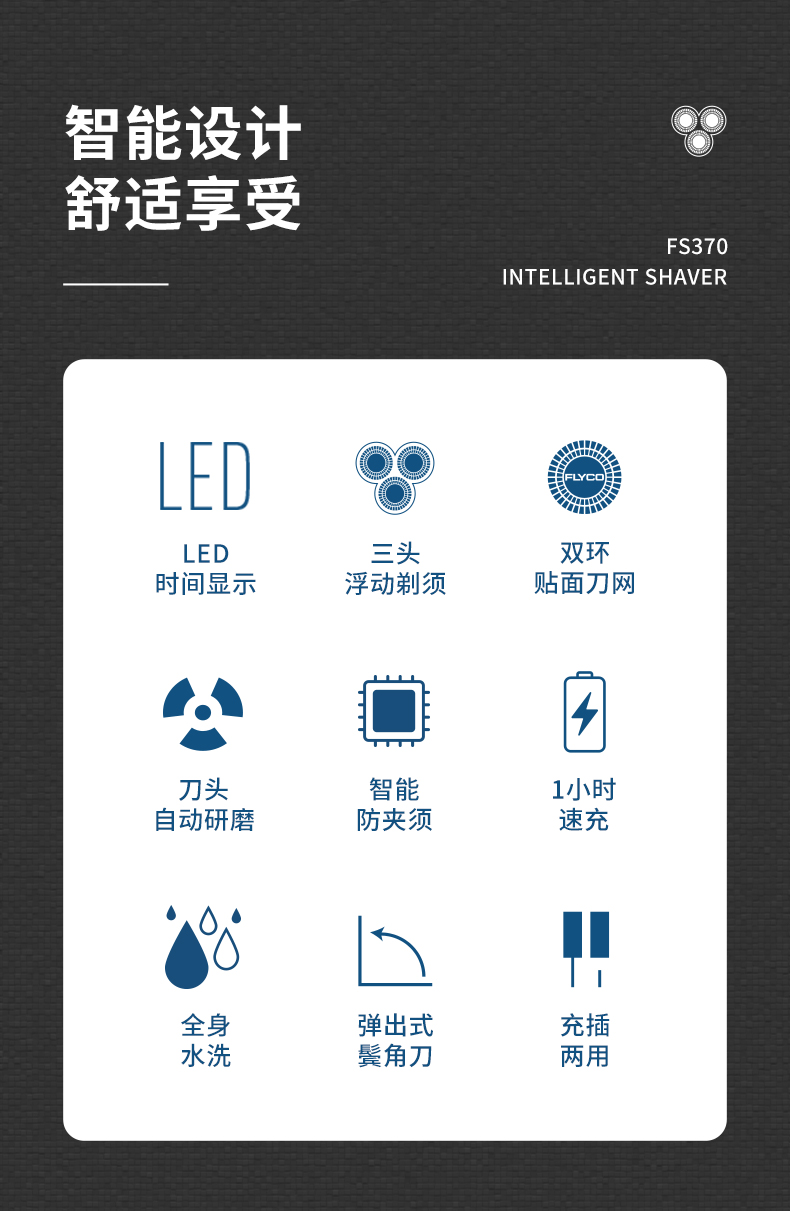 智能设计
舒适享受
FS370
INTELLIGENT SHAVER
LED
FLYCO
LED
时间显示
三头
浮动剃须
双环
贴面刀网
刀头
自动研磨
智能
防夹须
1小时
速充
全身
水洗
弹出式
鬓角刀
充插
两用